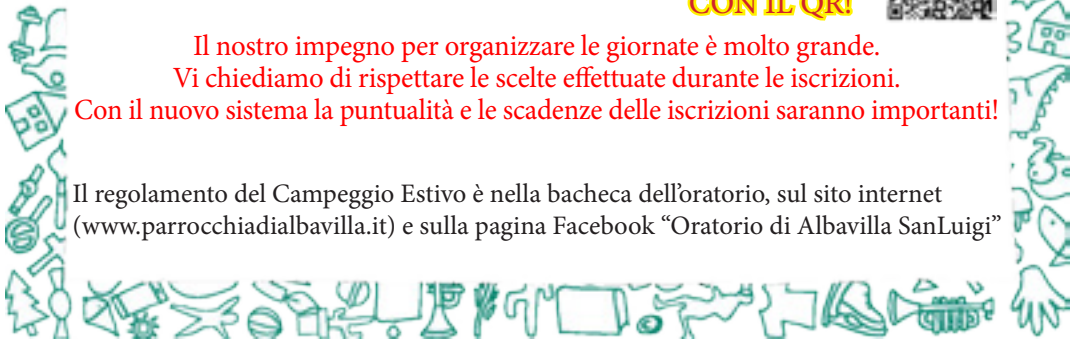 CON IL QR!
Il nostro impegno per organizzare le giornate è molto grande.
Vi chiediamo di rispettare le scelte effettuate durante le iscrizioni.
Con il nuovo sistema la puntualità e le scadenze delle iscrizioni saranno importanti!
Il regolamento del Campeggio Estivo è nella bacheca dell'oratorio, sul sito internet
(www.parrocchiadialbavilla.it) e sulla pagina Facebook “Oratorio di Albavilla SanLuigi”